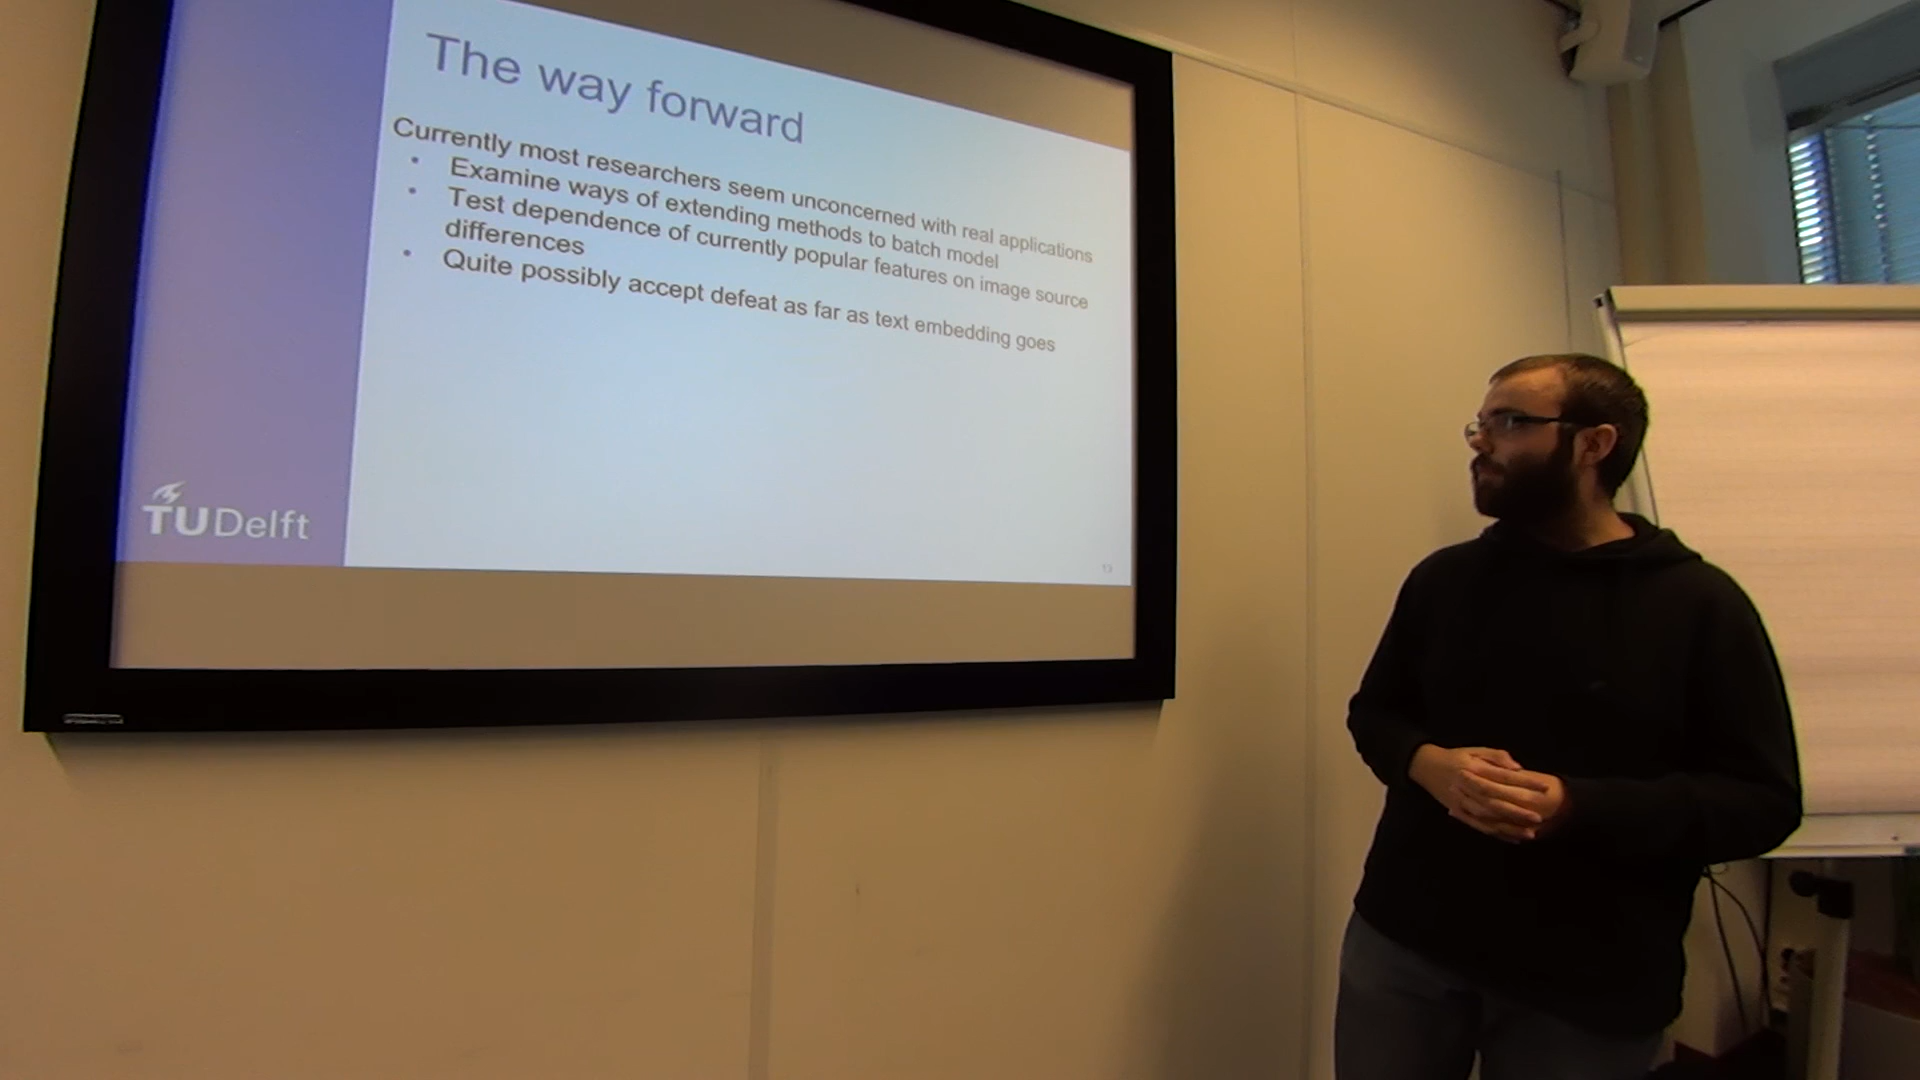 The way forward
Currently most researchers seem unconcerned with real applications
• Examine ways of extending methods to batch model
• Test dependence of currently popular features on image source
differences
• Quite possibly accept defeat as far as text embedding goes
TUDelft
13